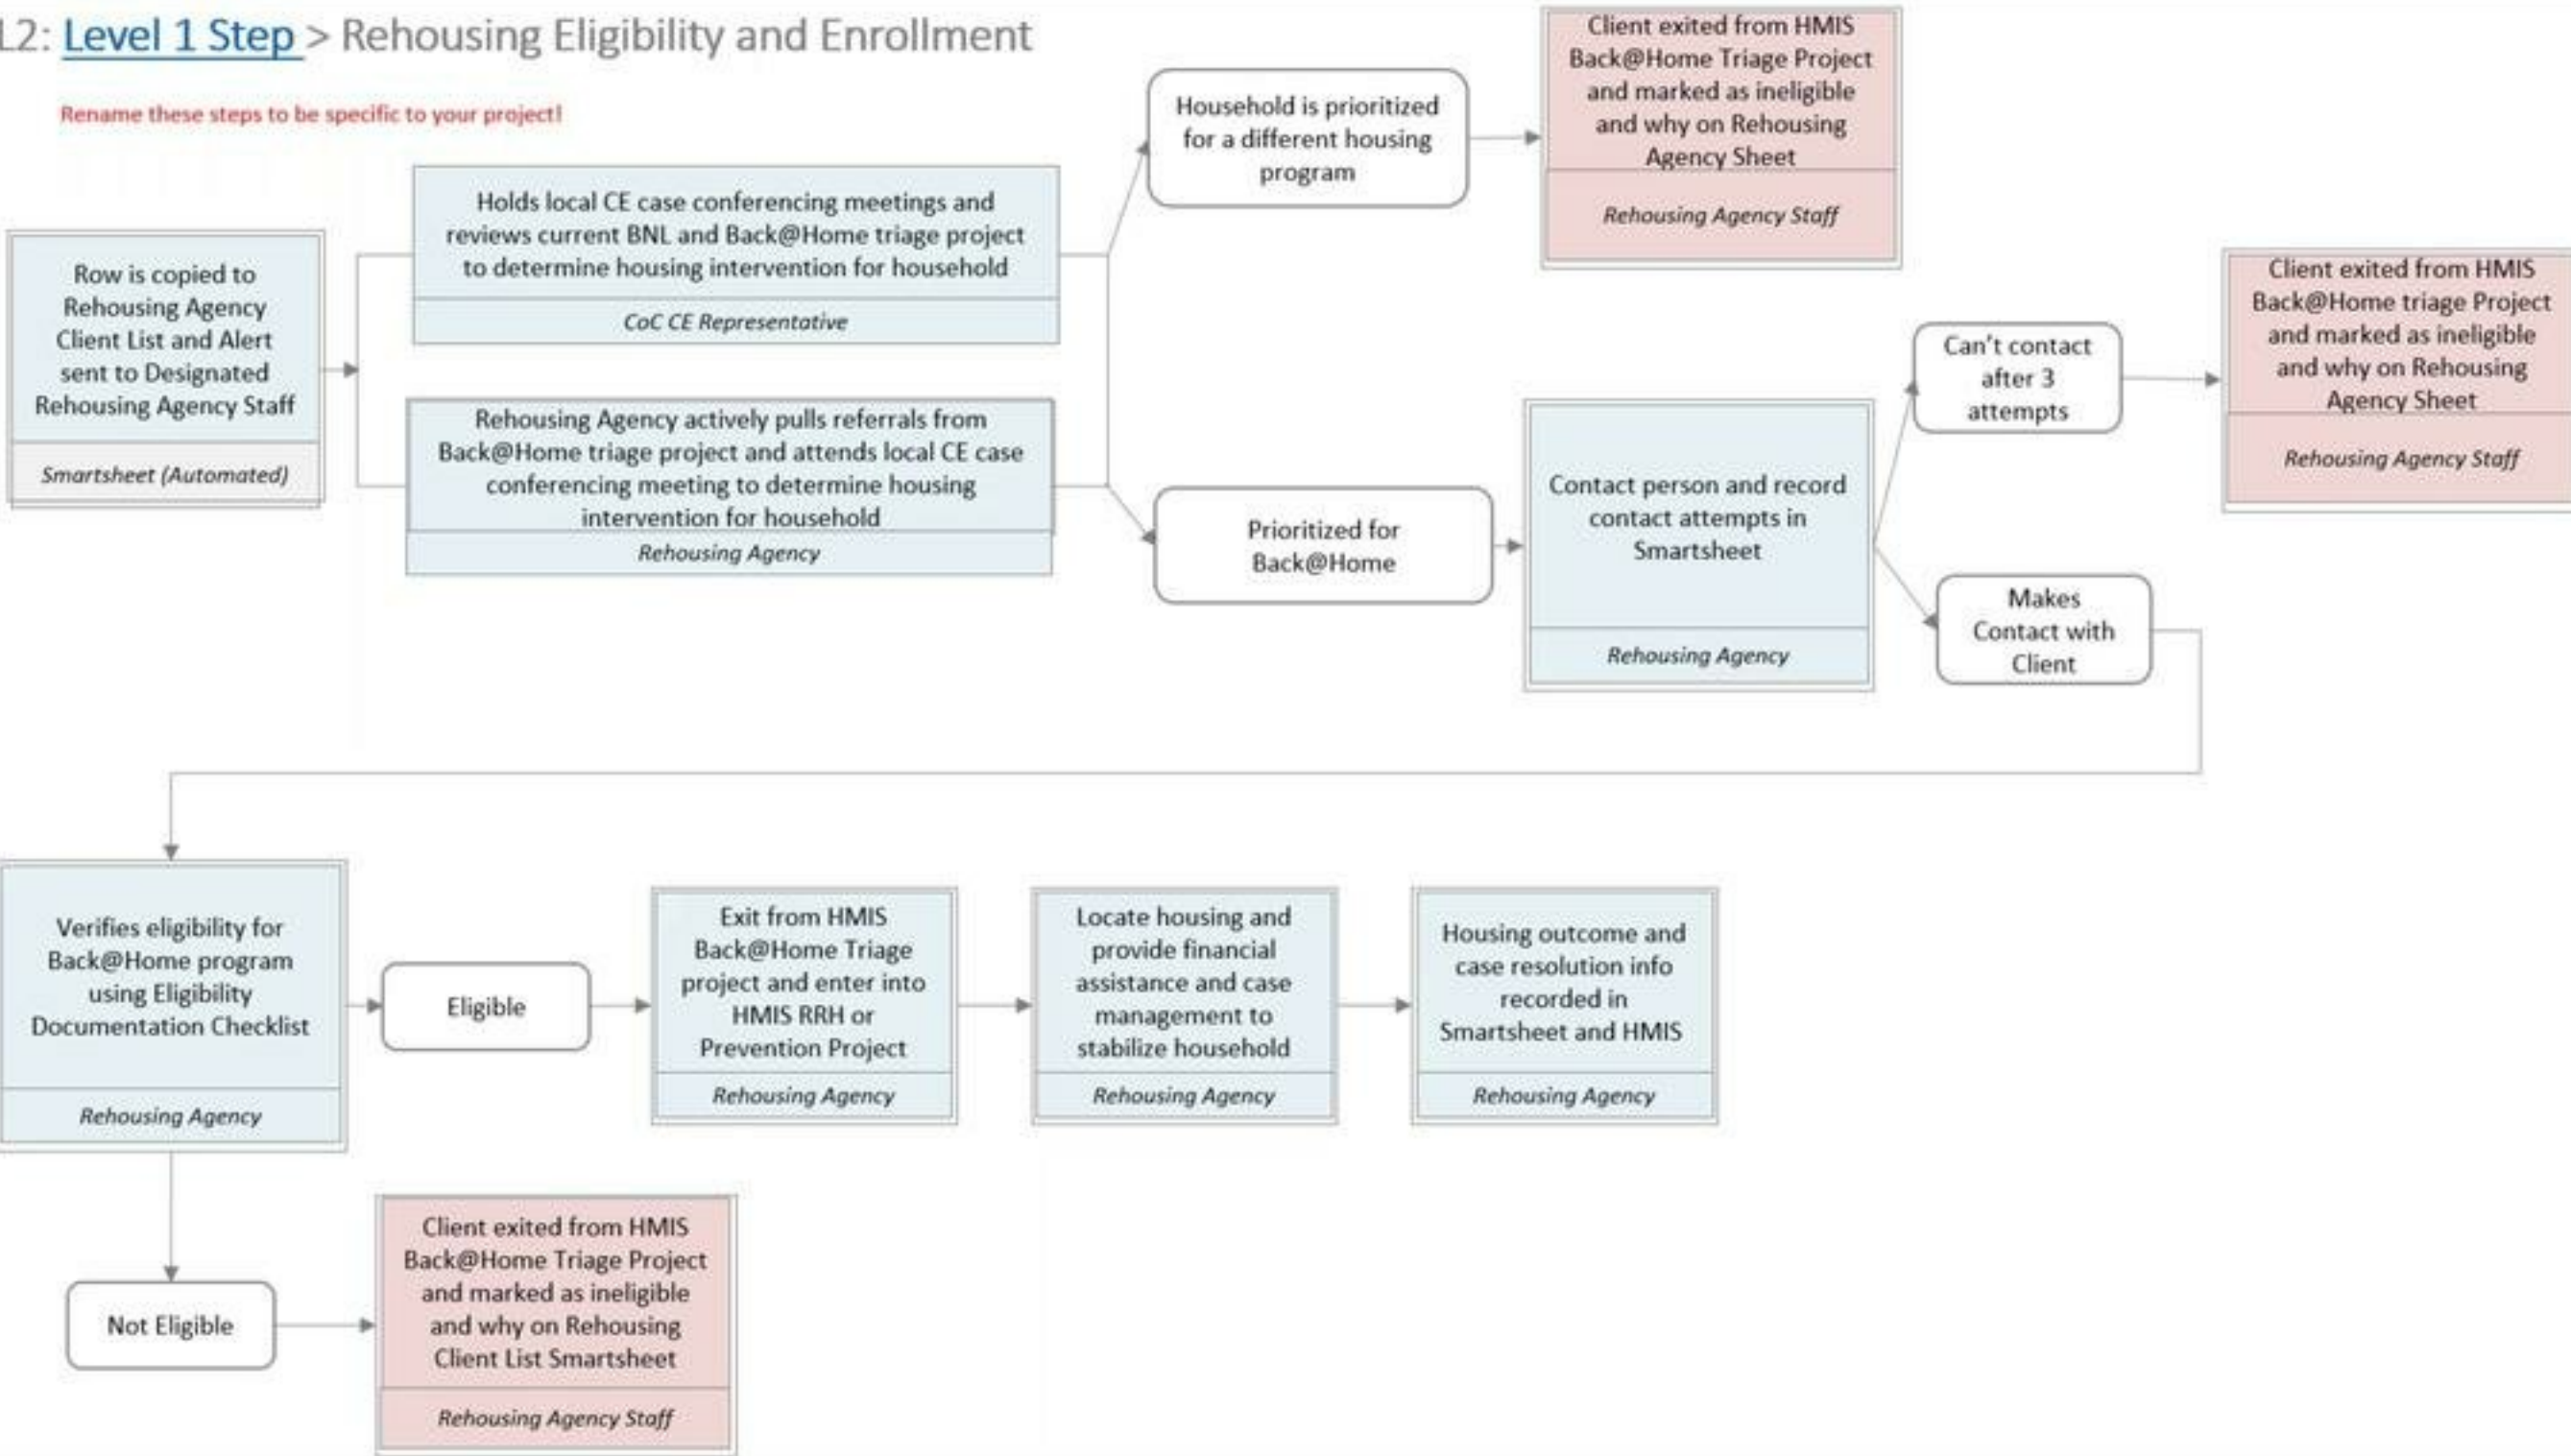 L2: Level 1 Step > Rehousing Eligibility and Enrollment
Rename these steps to be specific to your project!
Row is copied to
Rehousing Agency
Client List and Alert
sent to Designated
Rehousing Agency Staff
Smartsheet (Automated)
Holds local CE case conferencing meetings and
reviews current BNL and Back@Home triage project
to determine housing intervention for household
CoC CE Representative
Rehousing Agency actively pulls referrals from
Back@Home triage project and attends local CE case
conferencing meeting to determine housing
intervention for household
Rehousing Agency
Household is prioritized
for a different housing
program
Client exited from HMIS
Back@Home Triage Project
and marked as ineligible
and why on Rehousing
Agency Sheet
Rehousing Agency Staff
Prioritized for
Back@Home
Contact person and record
contact attempts in
Smartsheet
Rehousing Agency
Can't contact
after 3
attempts
Client exited from HMIS
Back@Home triage Project
and marked as ineligible
and why on Rehousing
Agency Sheet
Rehousing Agency Staff
Makes
Contact with
Client
Verifies eligibility for
Back@Home program
using Eligibility
Documentation Checklist
Rehousing Agency
Eligible
Exit from HMIS
Back@Home Triage
project and enter into
HMIS RRH or
Prevention Project
Rehousing Agency
Locate housing and
provide financial
assistance and case
management to
stabilize household
Rehousing Agency
Housing outcome and
case resolution info
recorded in
Smartsheet and HMIS
Rehousing Agency
Not Eligible
Client exited from HMIS
Back@Home Triage Project
and marked as ineligible
and why on Rehousing
Client List Smartsheet
Rehousing Agency Staff